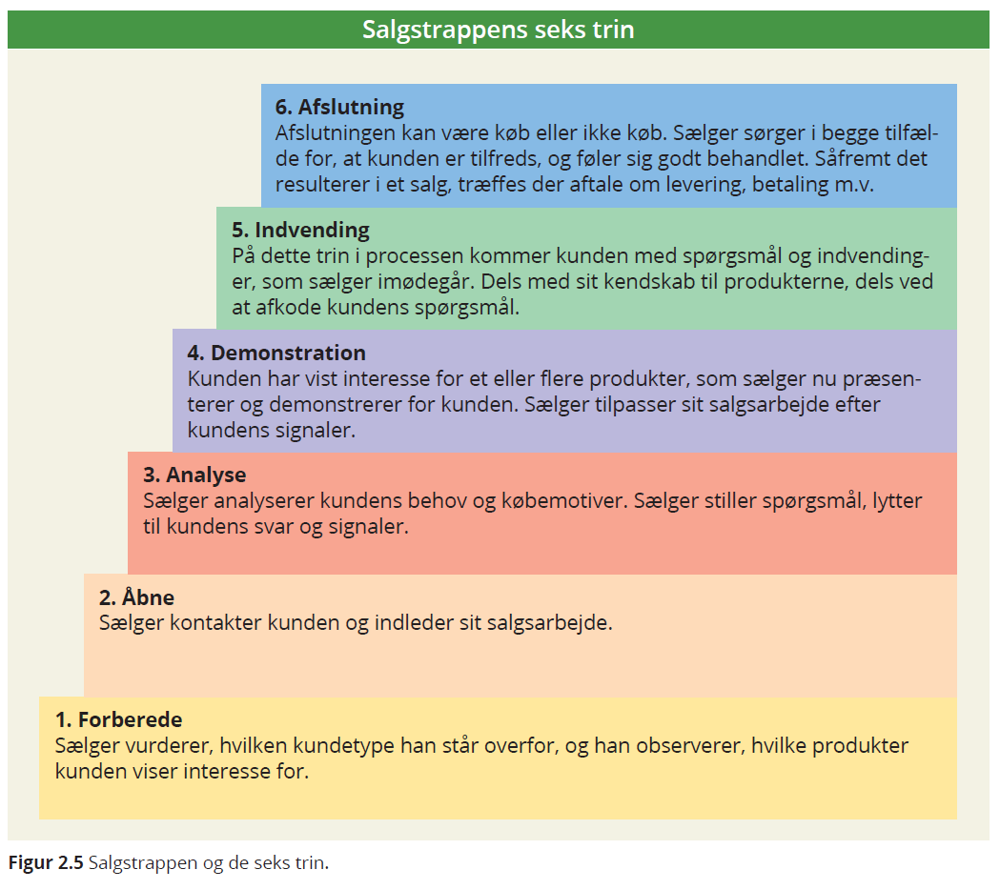 Salgstrappens seks trin
6. Afslutning
Afslutningen kan være køb eller ikke køb. Sælger sørger i begge tilfæl-
de for, at kunden er tilfreds, og føler sig godt behandlet. Såfremt det
resulterer i et salg, træffes der aftale om levering, betaling m.v.
5. Indvending
På dette trin i processen kommer kunden med spørgsmål og indvending-
er, som sælger imødegår. Dels med sit kendskab til produkterne, dels ved
at afkode kundens spørgsmål.
4. Demonstration
Kunden har vist interesse for et eller flere produkter, som sælger nu præsen-
terer og demonstrerer for kunden. Sælger tilpasser sit salgsarbejde efter
kundens signaler.
3. Analyse
Sælger analyserer kundens behov og købemotiver. Sælger stiller spørgsmål, lytter
til kundens svar og signaler.
2. Åbne
Sælger kontakter kunden og indleder sit salgsarbejde.
1. Forberede
Sælger vurderer, hvilken kundetype han står overfor, og han observerer, hvilke produkter
kunden viser interesse for.
Figur 2.5 Salgstrappen og de seks trin.